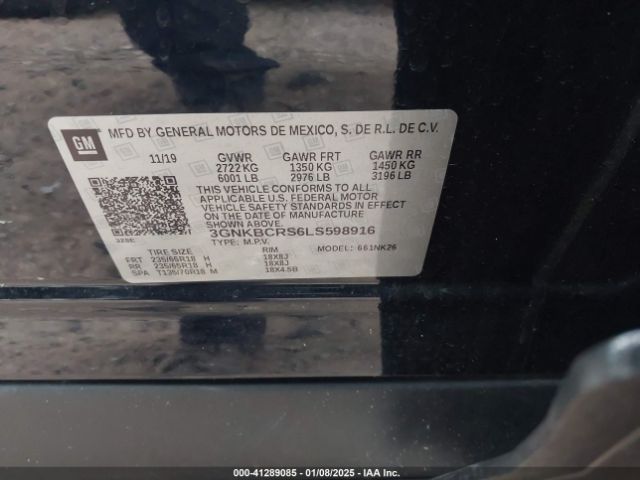 GM
MFD BY GENERAL MOTORS DE MEXICO, S. DE R.L. DE C.V.
11/19 GVWR GAWR FRT GAWR RR
2722 KG 1350 KG 1450 KG
6001 LB 2976 LB 3196 LB
THIS VEHICLE CONFORMS TO ALL
APPLICABLE U.S. FEDERAL MOTOR
VEHICLE SAFETY STANDARDS IN EFFECT
ON THE DATE OF MANUFACTURE
SHOWN ABOVE.
3GNKBCRS6LS598916
TYPE: M.P.V. MODEL: 661NK26
TIRE SIZE RIM
FRT 235/65R18 H 18X8J
RR 235/65R18 H 18X8J
SPA T135/70R18 M 18X4.5B
000-41289085 - 01/08/2025 - IAA Inc.